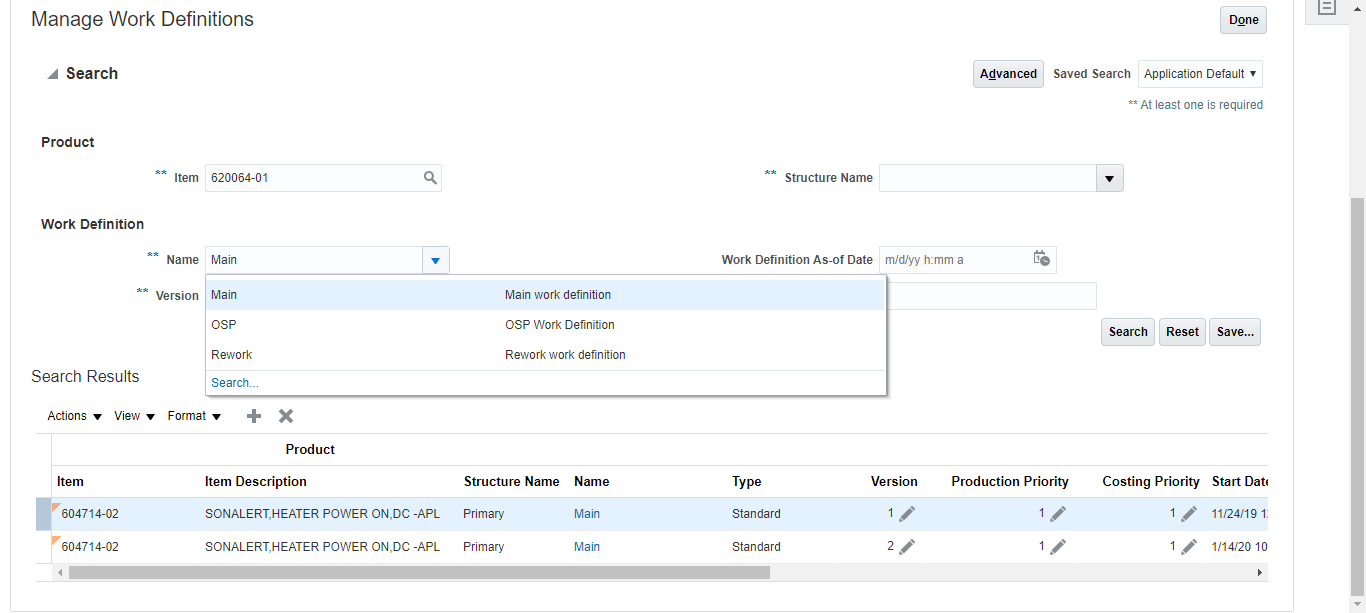 Manage Work Definitions
Done
Search
Advanced Saved Search Application Default
** At least one is required
Product
** Item 620064-01
** Structure Name
Work Definition
** Name Main
Work Definition As-of Date m/d/yy h:mm a
** Version
Main Main work definition
OSP OSP Work Definition
Rework Rework work definition
Search...
Search Reset Save...
Search Results
Actions View Format
Product
Item Item Description Structure Name Name Type Version Production Priority Costing Priority Start Date
604714-02 SONALERT,HEATER POWER ON,DC -APL Primary Main Standard 1 1 1 11/24/19 1
604714-02 SONALERT,HEATER POWER ON,DC -APL Primary Main Standard 2 1 1 1/14/20 10